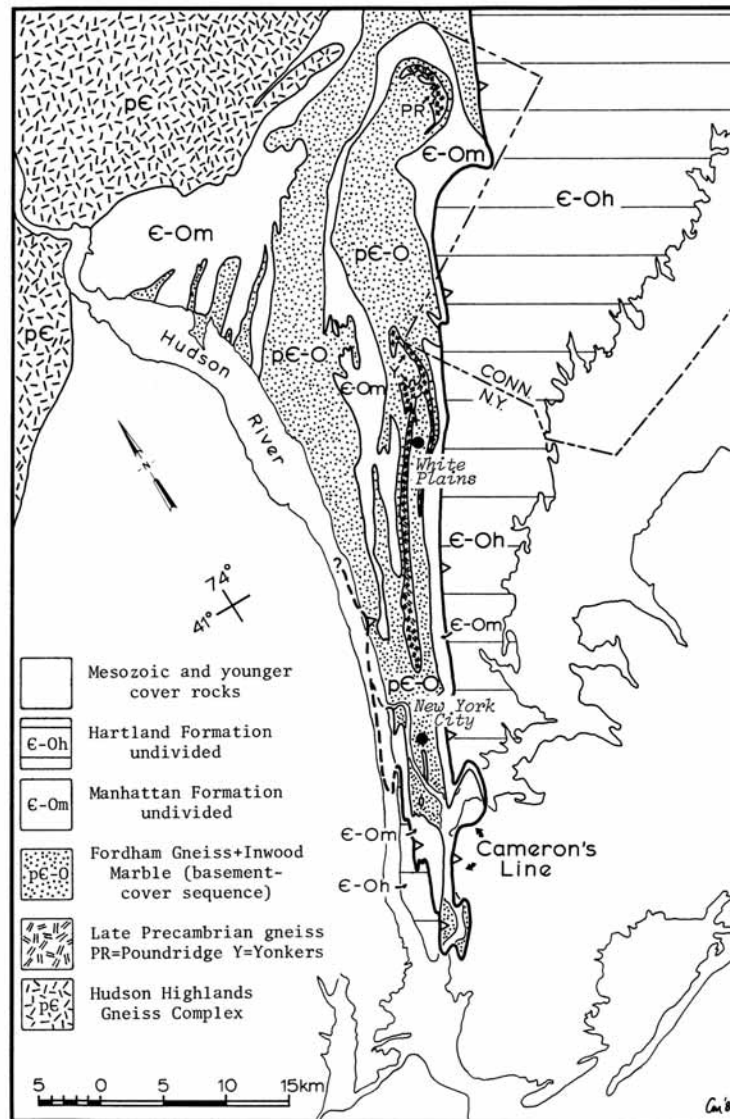 pЄ
PR
Є-Om
Є-Om
Є-Oh
pЄ-O
pЄ
Hudson
River
pЄ-O
Є-Om
Y
CONN.
N.Y.
White
Plains
N
Є-Oh
74°
41°
?
Є-Om
pЄ-O
New York
City
Є-Om
Є-Oh
Cameron's
Line
Mesozoic and younger
cover rocks
Є-Oh
Hartland Formation
undivided
Є-Om
Manhattan Formation
undivided
pЄ-O
Fordham Gneiss+Inwood
Marble (basement-
cover sequence)
Late Precambrian gneiss
PR=Poundridge Y=Yonkers
pЄ
Hudson Highlands
Gneiss Complex
5 0 5 10 15km